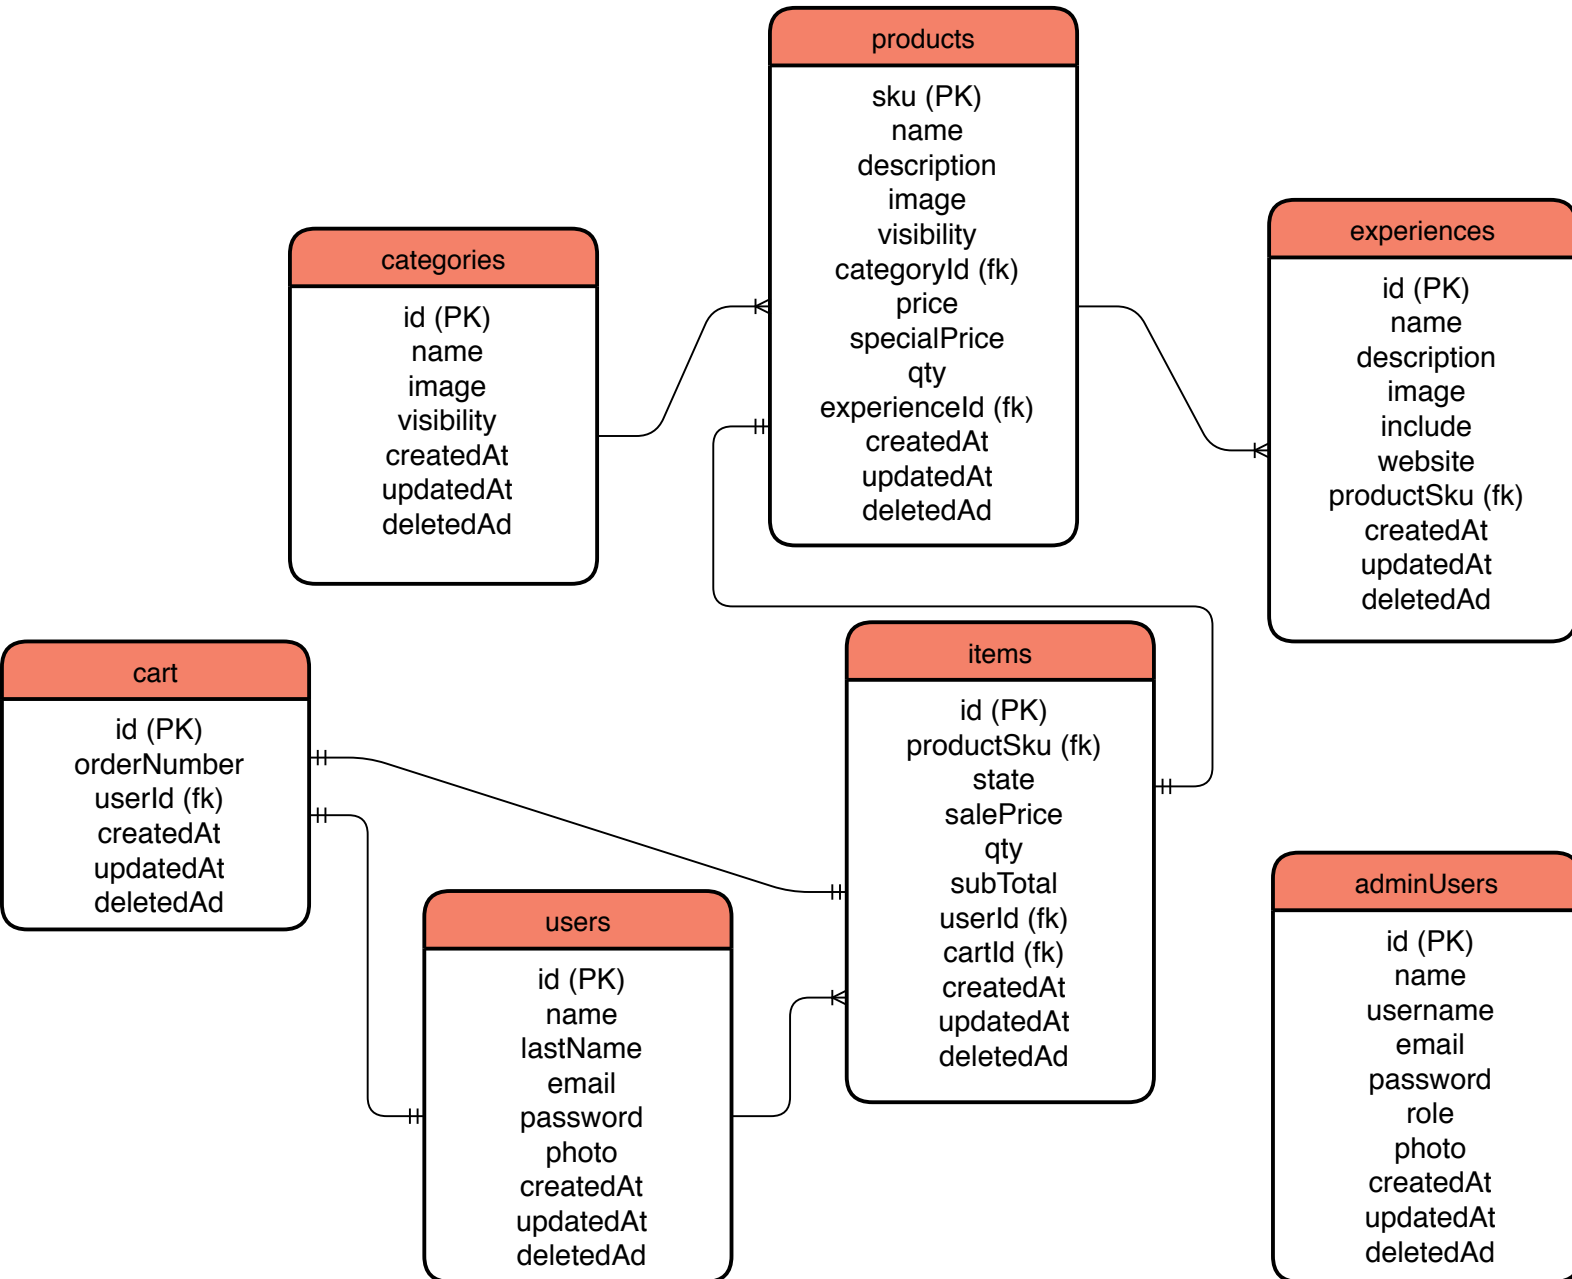 products
sku (PK)
name
description
image
visibility
categoryId (fk)
price
specialPrice
qty
experienceId (fk)
createdAt
updatedAt
deletedAd
categories
id (PK)
name
image
visibility
createdAt
updatedAt
deletedAd
experiences
id (PK)
name
description
image
include
website
productSku (fk)
createdAt
updatedAt
deletedAd
cart
id (PK)
orderNumber
userId (fk)
createdAt
updatedAt
deletedAd
items
id (PK)
productSku (fk)
state
salePrice
qty
subTotal
userId (fk)
cartId (fk)
createdAt
updatedAt
deletedAd
users
id (PK)
name
lastName
email
password
photo
createdAt
updatedAt
deletedAd
adminUsers
id (PK)
name
username
email
password
role
photo
createdAt
updatedAt
deletedAd